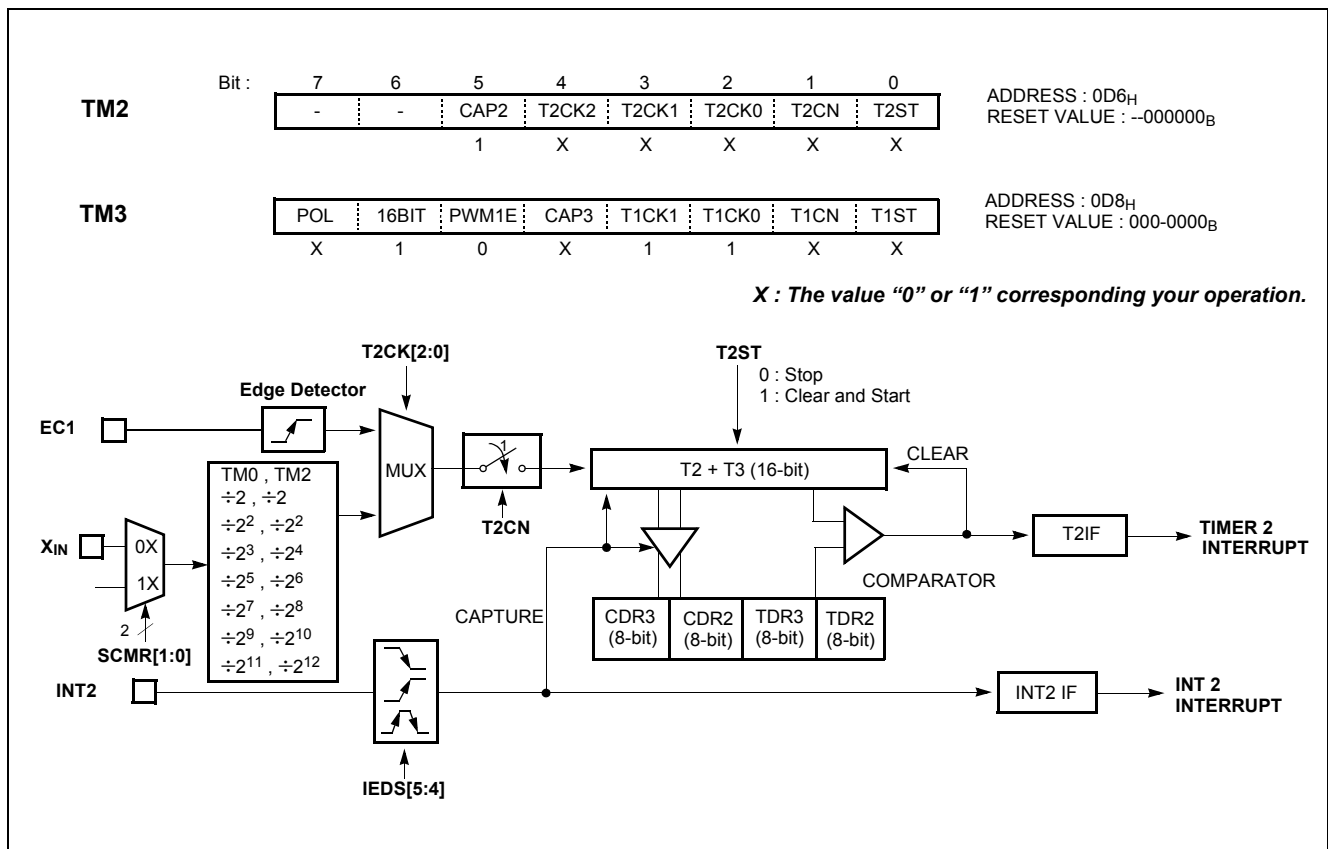 Bit : 7 6 5 4 3 2 1 0
TM2
- - CAP2 T2CK2 T2CK1 T2CK0 T2CN T2ST
1 X X X X X
ADDRESS : 0D6H
RESET VALUE : --000000B
TM3
POL 16BIT PWM1E CAP3 T1CK1 T1CK0 T1CN T1ST
X 1 0 X 1 1 X X
ADDRESS : 0D8H
RESET VALUE : 000-0000B
X : The value “0” or “1” corresponding your operation.
T2CK[2:0]
T2ST
0 : Stop
1 : Clear and Start
Edge Detector
EC1
MUX
1
T2CN
T2 + T3 (16-bit)
CLEAR
TM0 , TM2
÷2 , ÷2
÷2² , ÷2²
÷2³ , ÷2⁴
÷2⁵ , ÷2⁶
÷2⁷ , ÷2⁸
÷2⁹ , ÷2¹⁰
÷2¹¹ , ÷2¹²
XIN
0X
1X
2
SCMR[1:0]
COMPARATOR
T2IF
TIMER 2
INTERRUPT
CAPTURE
CDR3
(8-bit)
CDR2
(8-bit)
TDR3
(8-bit)
TDR2
(8-bit)
INT2
IEDS[5:4]
INT2 IF
INT 2
INTERRUPT